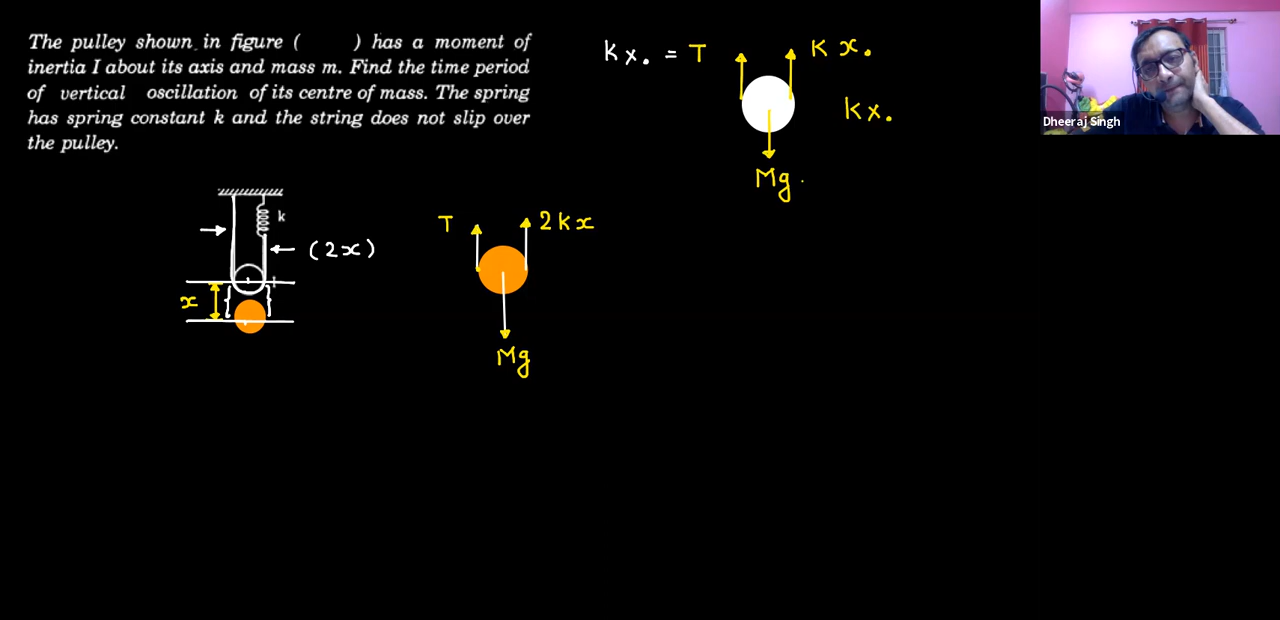 The pulley shown in figure ( ) has a moment of
inertia I about its axis and mass m. Find the time period
of vertical oscillation of its centre of mass. The spring
has spring constant k and the string does not slip over
the pulley.
k
(2x)
x
T
2kx
Mg
Kx. = T
K x.
Kx.
Mg.
Dheeraj Singh